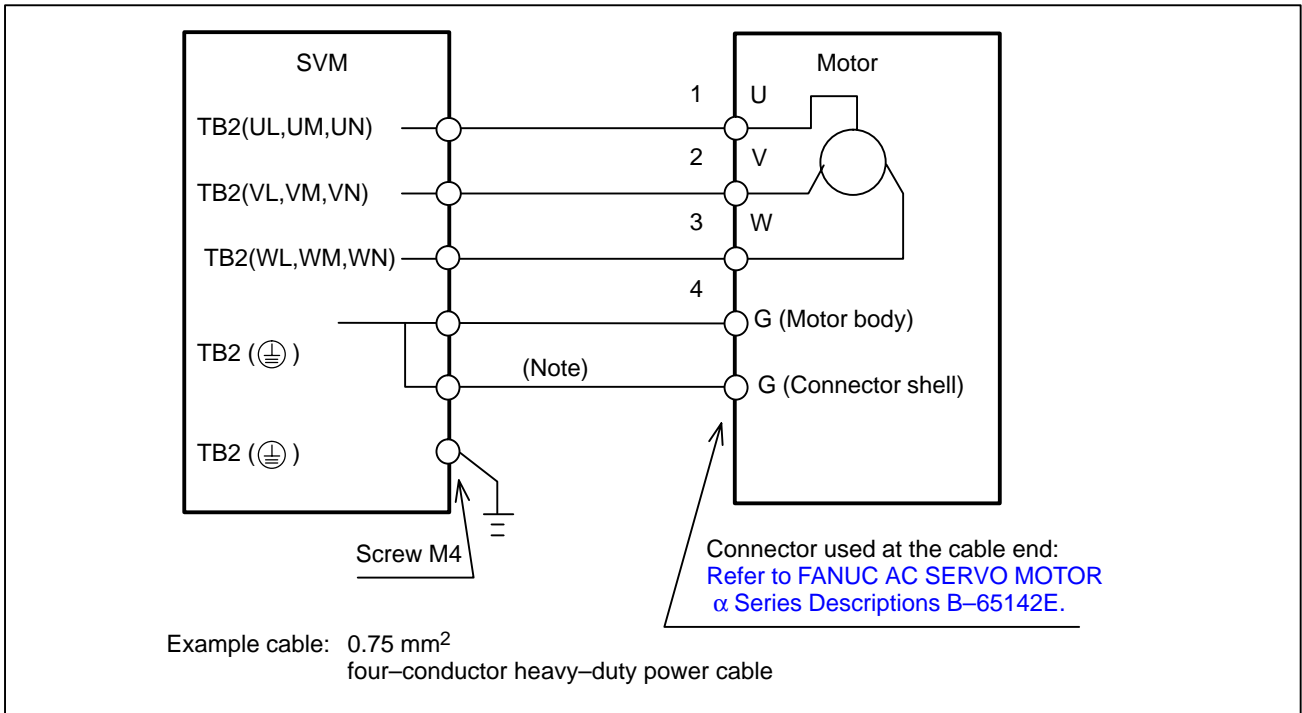 SVM
Motor
1
U
TB2(UL,UM,UN)
2
V
TB2(VL,VM,VN)
3
W
TB2(WL,WM,WN)
4
G (Motor body)
TB2 (⏚)
(Note)
G (Connector shell)
TB2 (⏚)
Screw M4
Connector used at the cable end:
Refer to FANUC AC SERVO MOTOR
α Series Descriptions B–65142E.
Example cable: 0.75 mm²
four–conductor heavy–duty power cable